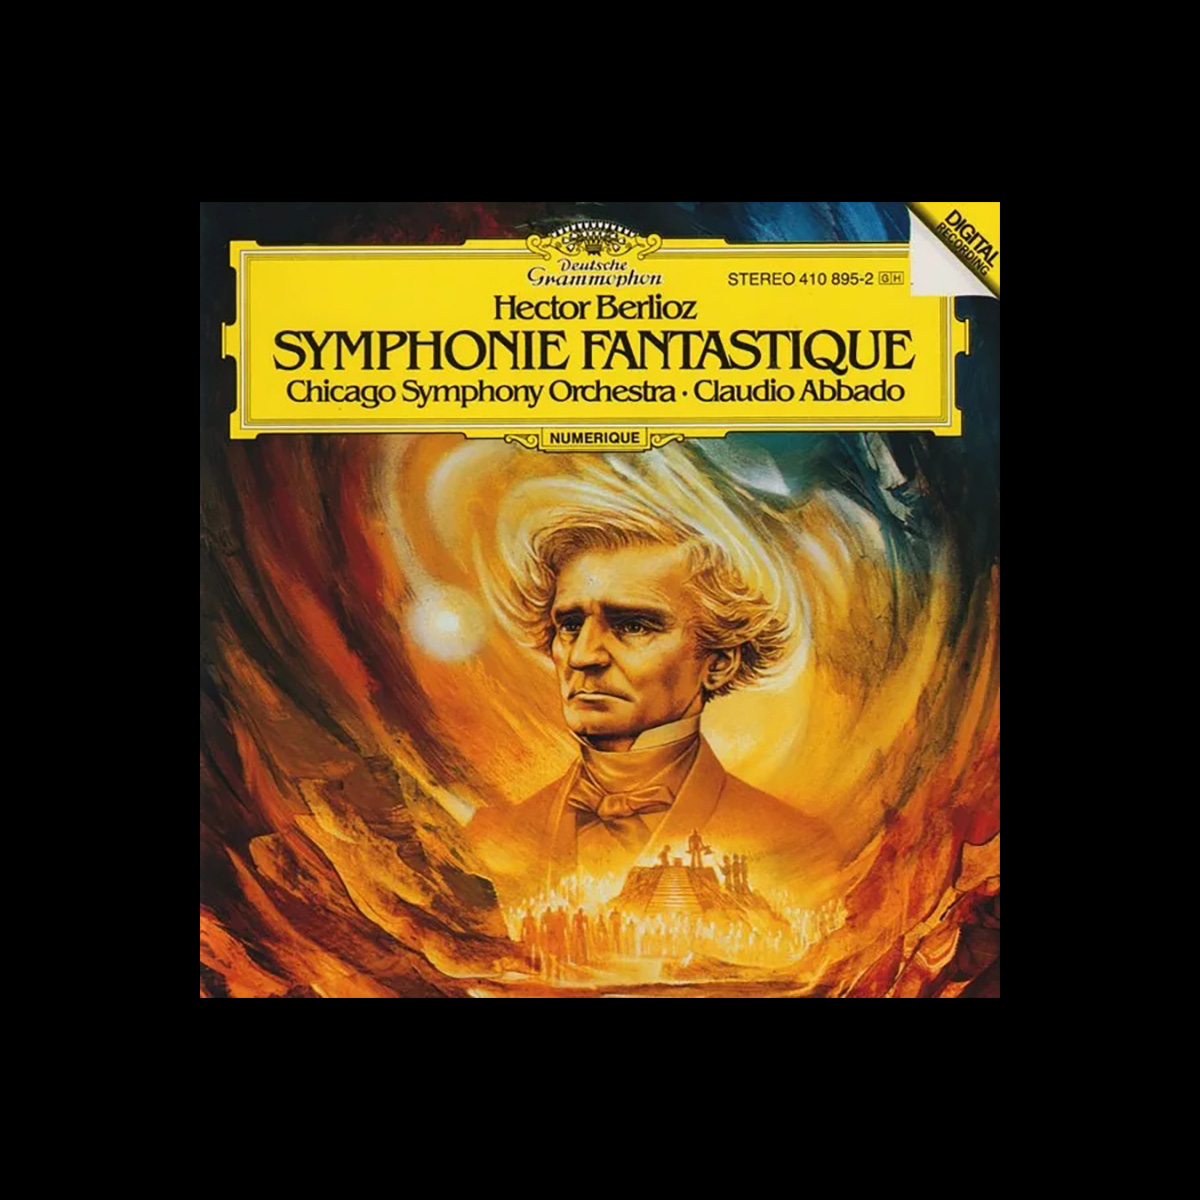 DIGITAL
RECORDING
Deutsche
Grammophon
STEREO 410 895-2 GH
Hector Berlioz
SYMPHONIE FANTASTIQUE
Chicago Symphony Orchestra · Claudio Abbado
NUMERIQUE